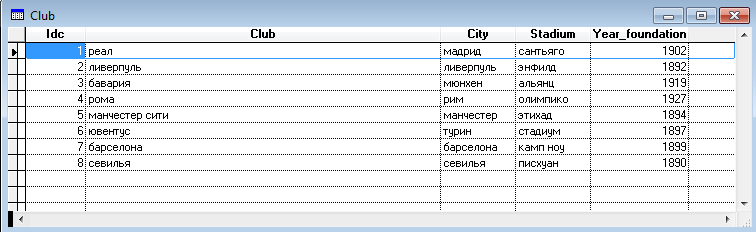 Club
Idc Club City Stadium Year_foundation
1 реал мадрид сантьяго 1902
2 ливерпуль ливерпуль энфилд 1892
3 бавария мюнхен альянц 1919
4 рома рим олимпико 1927
5 манчестер сити манчестер этихад 1894
6 ювентус турин стадиум 1897
7 барселона барселона камп ноу 1899
8 севилья севилья писхуан 1890